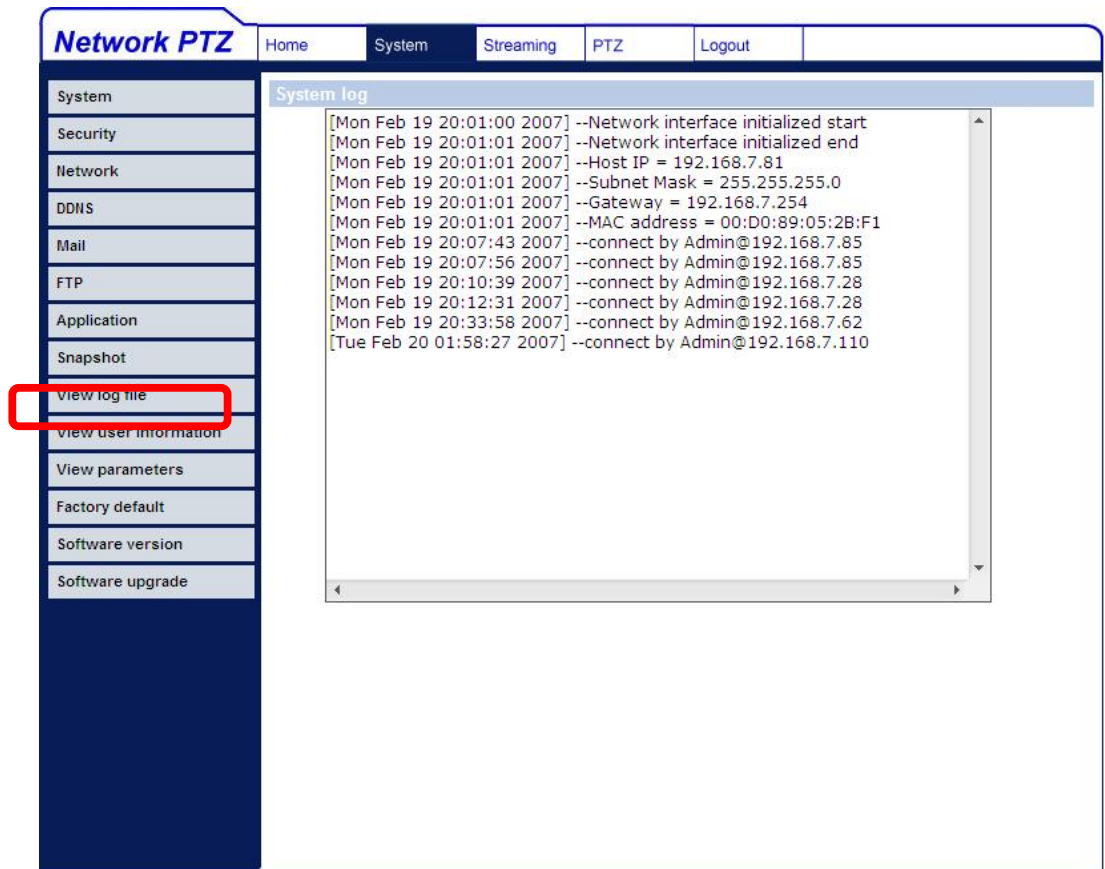 Network PTZ
Home System Streaming PTZ Logout
System
Security
Network
DDNS
Mail
FTP
Application
Snapshot
View log file
View user information
View parameters
Factory default
Software version
Software upgrade
System log
[Mon Feb 19 20:01:00 2007] --Network interface initialized start
[Mon Feb 19 20:01:01 2007] --Network interface initialized end
[Mon Feb 19 20:01:01 2007] --Host IP = 192.168.7.81
[Mon Feb 19 20:01:01 2007] --Subnet Mask = 255.255.255.0
[Mon Feb 19 20:01:01 2007] --Gateway = 192.168.7.254
[Mon Feb 19 20:01:01 2007] --MAC address = 00:D0:89:05:2B:F1
[Mon Feb 19 20:07:43 2007] --connect by Admin@192.168.7.85
[Mon Feb 19 20:07:56 2007] --connect by Admin@192.168.7.85
[Mon Feb 19 20:10:39 2007] --connect by Admin@192.168.7.28
[Mon Feb 19 20:12:31 2007] --connect by Admin@192.168.7.28
[Mon Feb 19 20:33:58 2007] --connect by Admin@192.168.7.62
[Tue Feb 20 01:58:27 2007] --connect by Admin@192.168.7.110